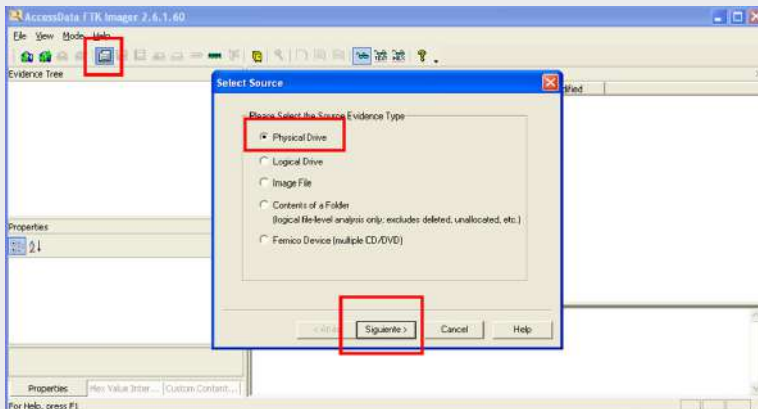 AccessData FTK Imager 2.6.1.60
File View Mode Help
Evidence Tree
Select Source
Please Select the Source Evidence Type
Physical Drive
Logical Drive
Image File
Contents of a Folder
(logical file-level analysis only; excludes deleted, unallocated, etc.)
Fernico Device (multiple CD/DVD)
Properties
Siguiente >
Cancel
Help
Properties
Hex Value Inter...
Custom Content...
For Help, press F1